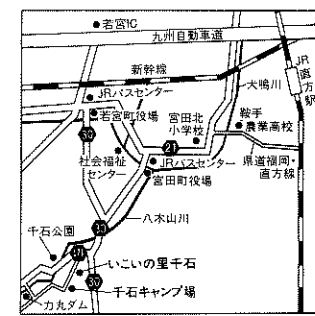 若宮IC
九州自動車道
新幹線
JR直方駅
犬鳴川
JRバスセンター
若宮町役場
宮田北
小学校
鞍手
農業高校
30
21
社会福祉
センター
JRバスセンター
宮田町役場
県道福岡・
直方線
八木山川
千石公園
いこいの里千石
30
千石キャンプ場
力丸ダム